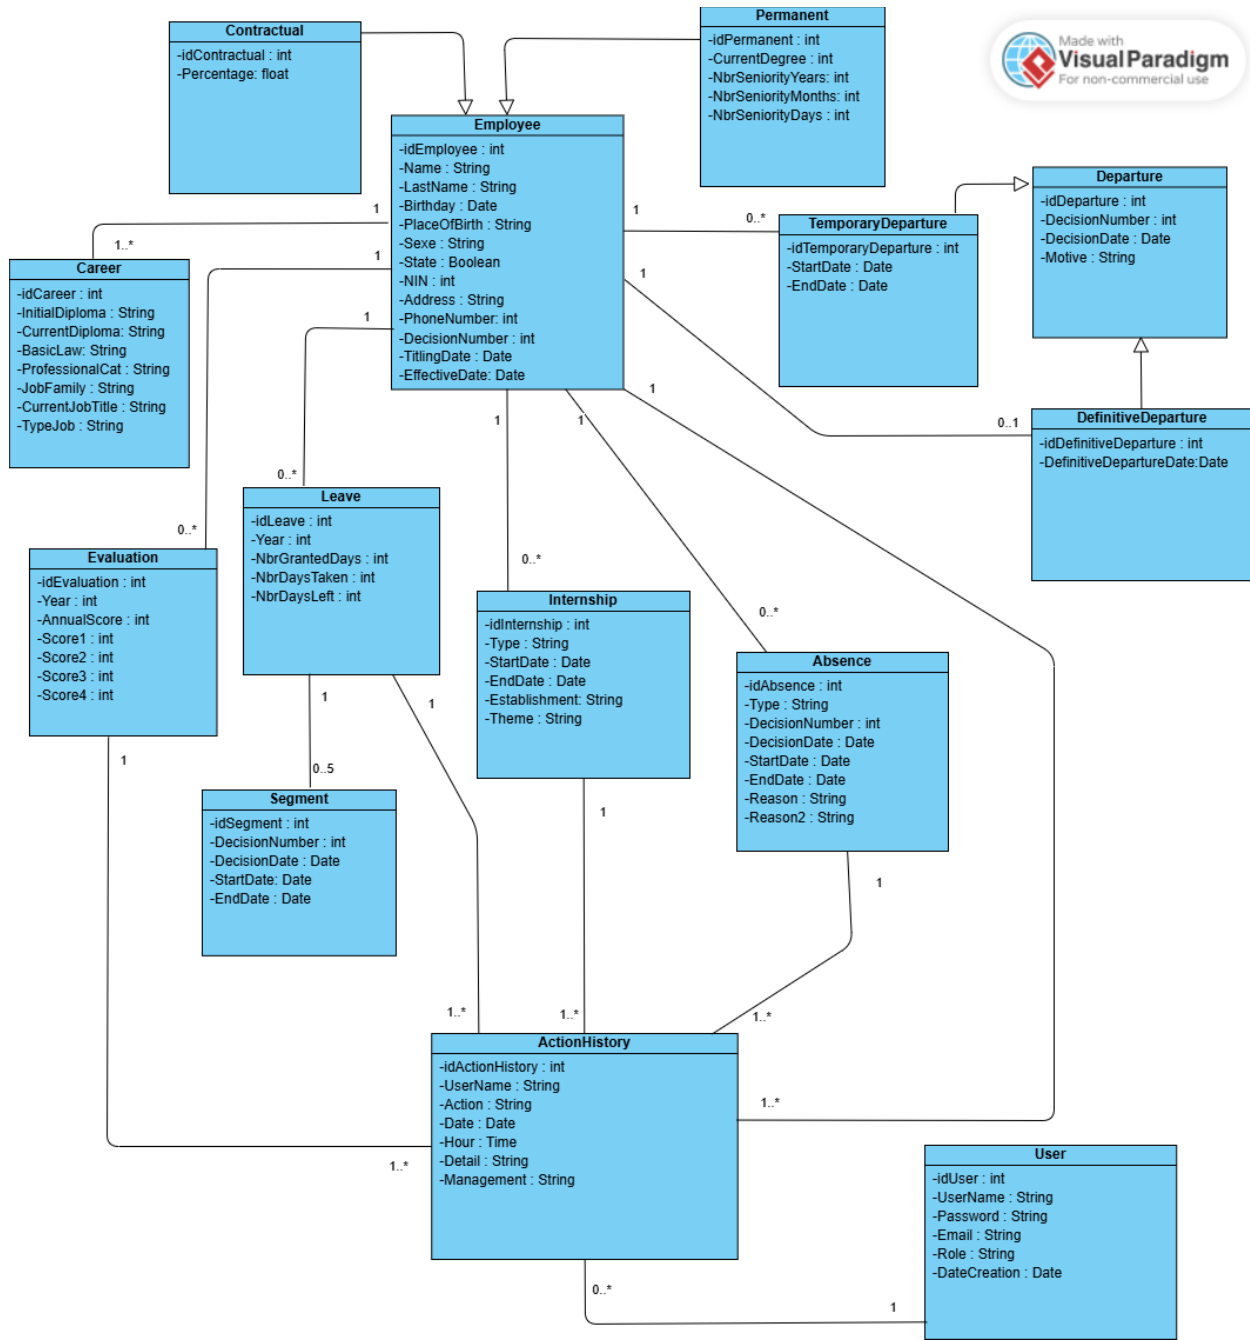 Contractual
-idContractual : int
-Percentage: float
Permanent
-idPermanent : int
-CurrentDegree : int
-NbrSeniorityYears: int
-NbrSeniorityMonths: int
-NbrSeniorityDays : int
Made with
Visual Paradigm
For non-commercial use
Employee
-idEmployee : int
-Name : String
-LastName : String
-Birthday : Date
-PlaceOfBirth : String
-Sexe : String
-State : Boolean
-NIN : int
-Address : String
-PhoneNumber: int
-DecisionNumber : int
-TitlingDate : Date
-EffectiveDate: Date
Departure
-idDeparture : int
-DecisionNumber : int
-DecisionDate : Date
-Motive : String
1
0..*
TemporaryDeparture
-idTemporaryDeparture : int
-StartDate : Date
-EndDate : Date
1
1..*
Career
-idCareer : int
-InitialDiploma : String
-CurrentDiploma: String
-BasicLaw: String
-ProfessionalCat : String
-JobFamily : String
-CurrentJobTitle : String
-TypeJob : String
1
1
1
1
0..1
DefinitiveDeparture
-idDefinitiveDeparture : int
-DefinitiveDepartureDate:Date
1
1
0..*
0..*
0..*
0..*
Leave
-idLeave : int
-Year : int
-NbrGrantedDays : int
-NbrDaysTaken : int
-NbrDaysLeft : int
Evaluation
-idEvaluation : int
-Year : int
-AnnualScore : int
-Score1 : int
-Score2 : int
-Score3 : int
-Score4 : int
Internship
-idInternship : int
-Type : String
-StartDate : Date
-EndDate : Date
-Establishment: String
-Theme : String
Absence
-idAbsence : int
-Type : String
-DecisionNumber : int
-DecisionDate : Date
-StartDate : Date
-EndDate : Date
-Reason : String
-Reason2 : String
1
1
1
0..5
Segment
-idSegment : int
-DecisionNumber : int
-DecisionDate : Date
-StartDate: Date
-EndDate : Date
1
1
1..*
1..*
1..*
1..*
1..*
ActionHistory
-idActionHistory : int
-UserName : String
-Action : String
-Date : Date
-Hour : Time
-Detail : String
-Management : String
User
-idUser : int
-UserName : String
-Password : String
-Email : String
-Role : String
-DateCreation : Date
0..*
1